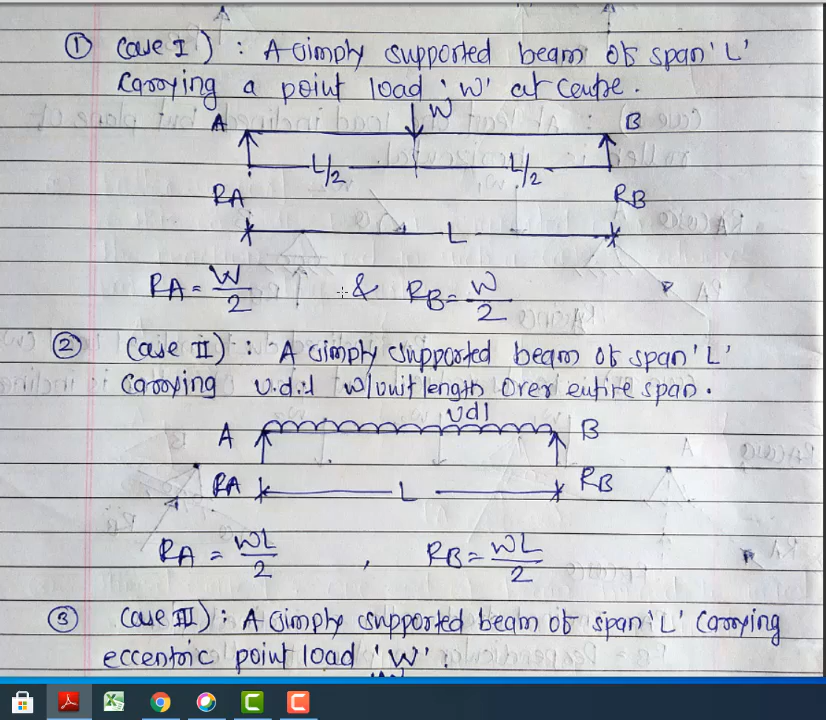 ① Case I) : A simply supported beam of span 'L'
Carrying a point load 'W' at centre.
W
A B
L/2 L/2
RA RB
L
RA = W/2 & RB = W/2
② Case II) : A simply supported beam of span 'L'
Carrying u.d.l w/unit length over entire span.
udl
A B
RA L RB
RA = WL/2 , RB = WL/2
③ Case III) : A simply supported beam of span 'L' Carrying
eccentric point load 'W'.